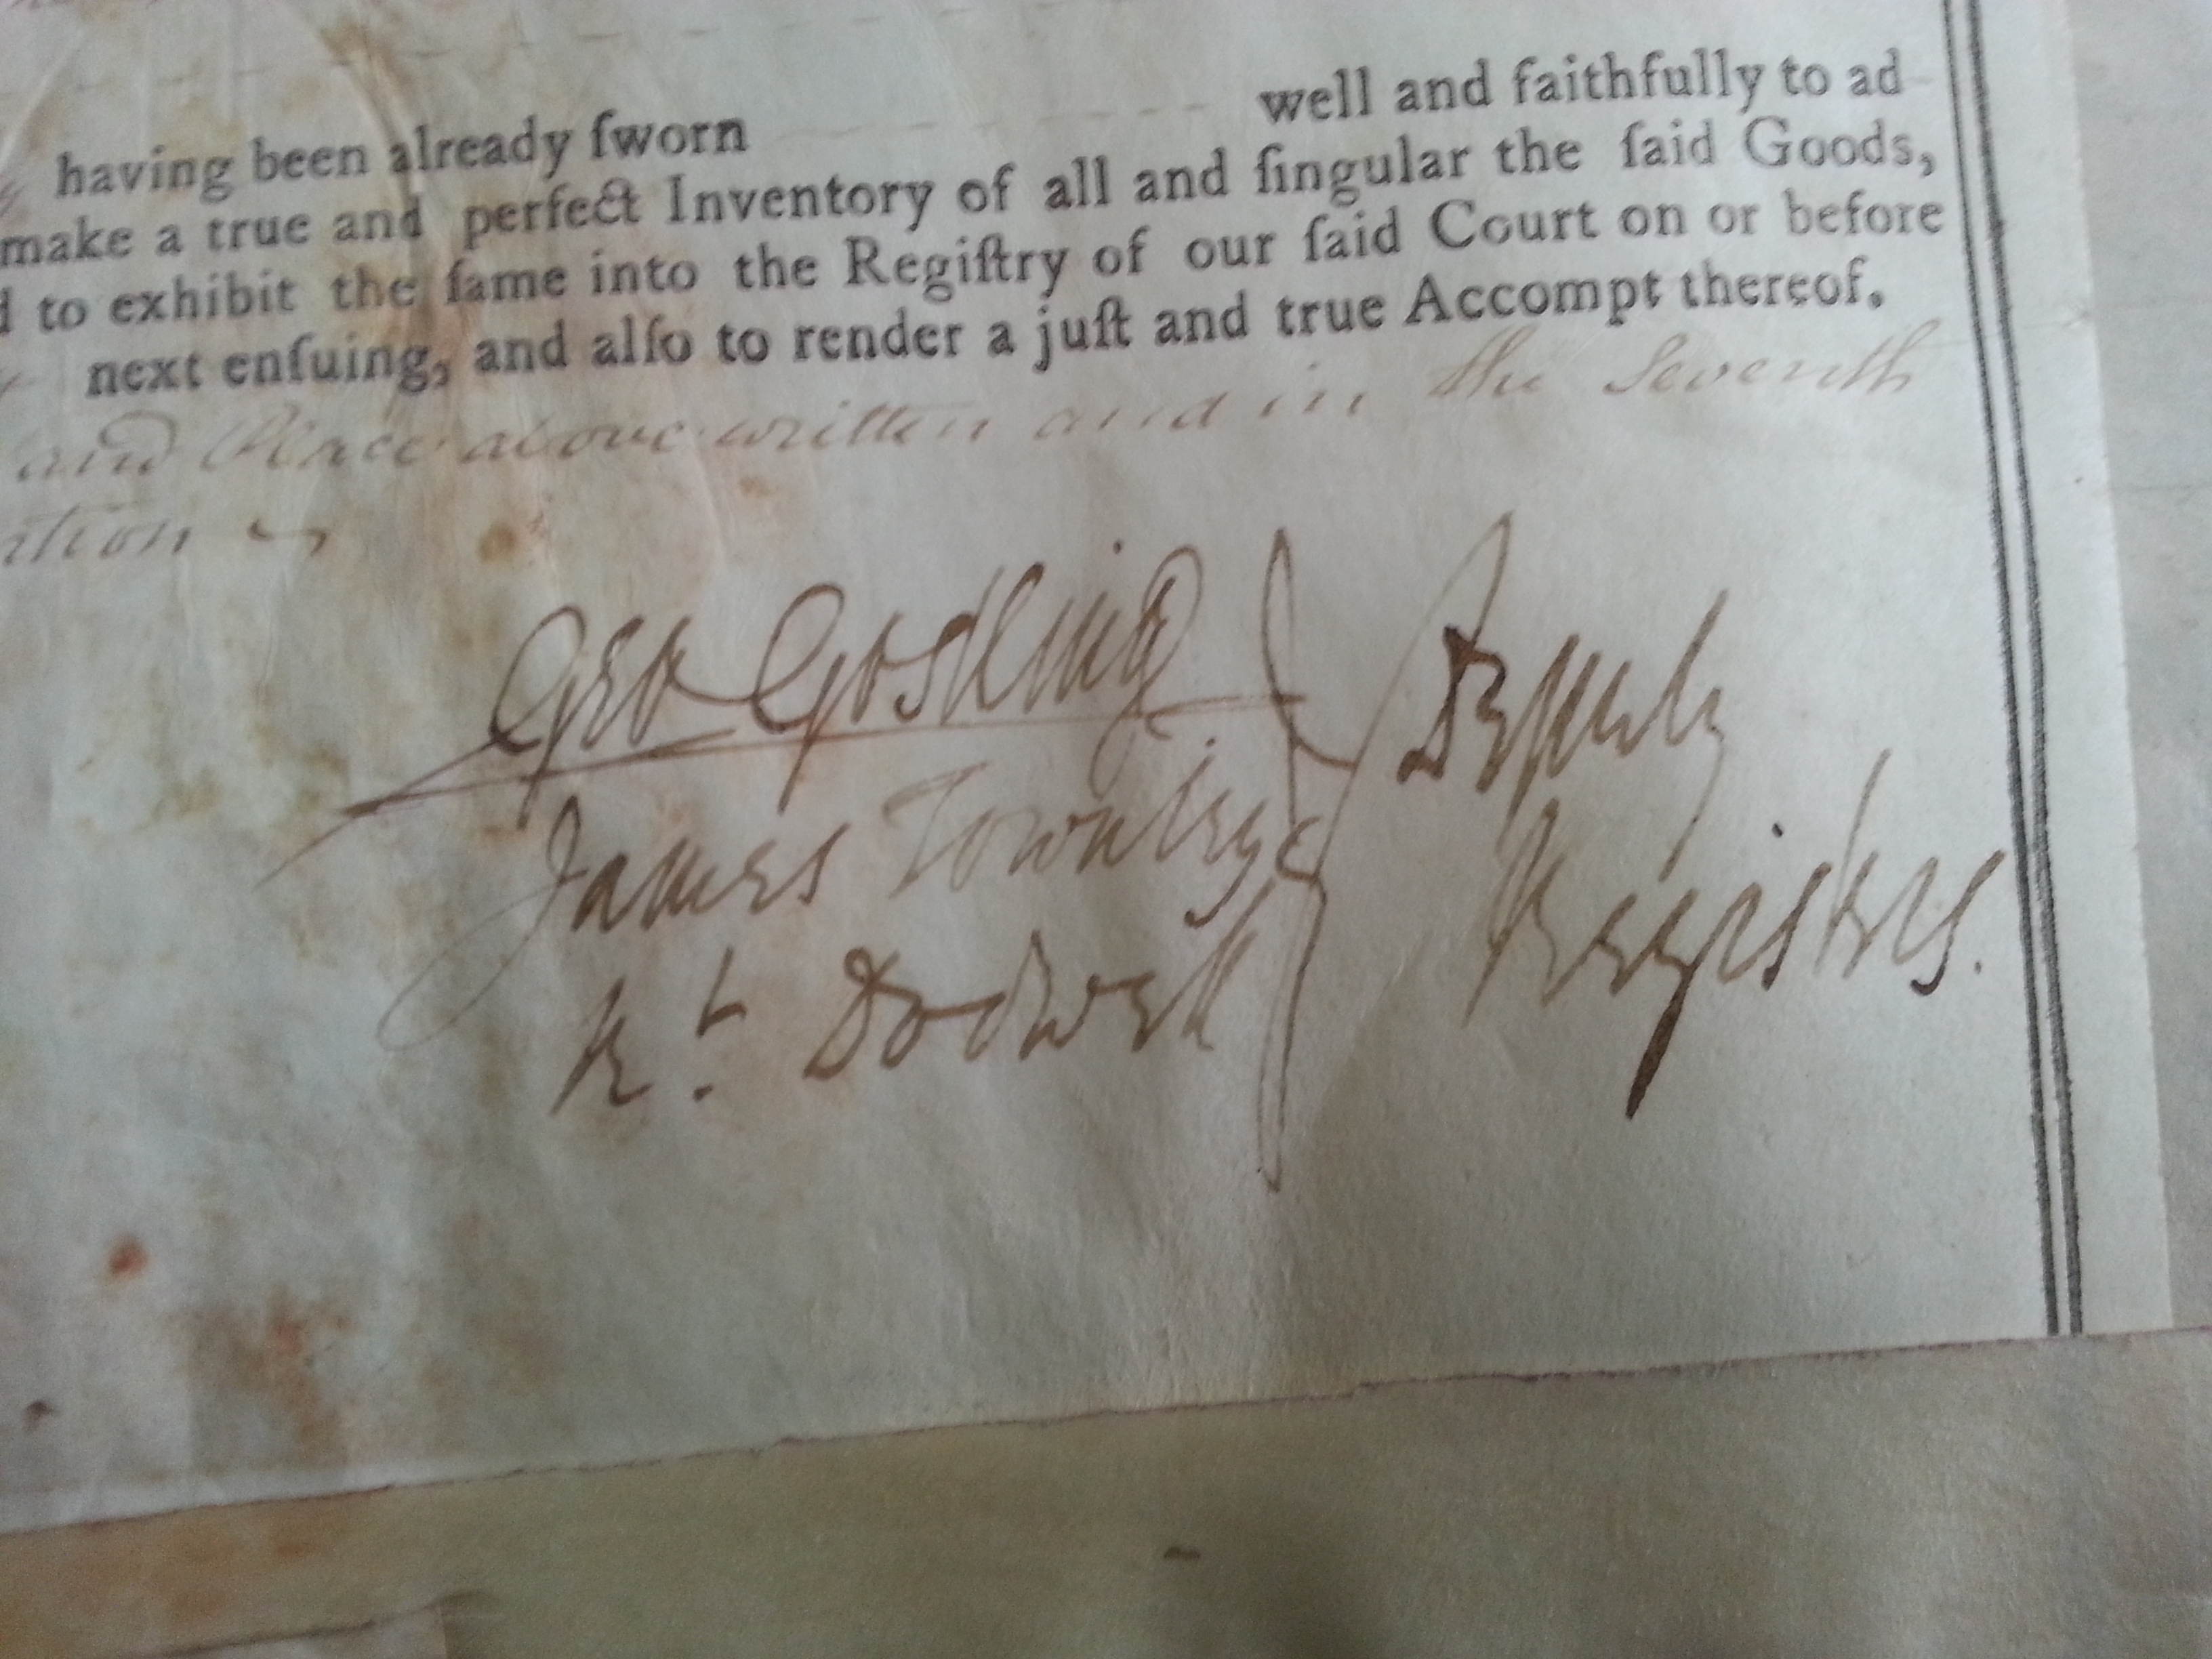 having been already ſworn well and faithfully to ad
make a true and perfect Inventory of all and ſingular the ſaid Goods,
d to exhibit the ſame into the Regiſtry of our ſaid Court on or before
next enſuing, and alſo to render a juſt and true Accompt thereof.
and Place above written and in the Seventh
ation
Geo Gosling
James Townley
Rt. Dodwell
Deputy
Registers.